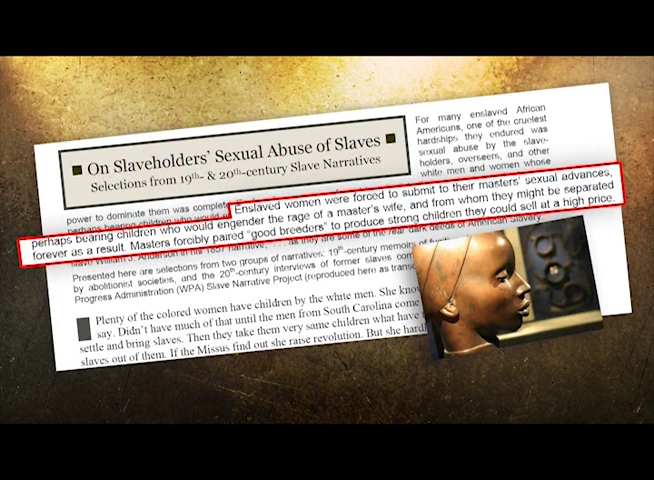 On Slaveholders' Sexual Abuse of Slaves
Selections from 19th- & 20th-century Slave Narratives
For many enslaved African
Americans, one of the cruelest
hardships they endured was
sexual abuse by the slave-
holders, overseers, and other
white men and women whose
power to dominate them was complete
Enslaved women were forced to submit to their masters' sexual advances,
perhaps bearing children who would engender the rage of a master's wife, and from whom they might be separated
forever as a result. Masters forcibly paired "good breeders" to produce strong children they could sell at a high price.
William J. Anderson in his 1857 narrative, as they are some of the real dark deeds of American Slavery
Presented here are selections from two groups of narratives: 19th-century memoirs of
by abolitionist societies, and the 20th-century interviews of former slaves
Progress Administration (WPA) Slave Narrative Project (reproduced here as
Plenty of the colored women have children by the white men. She know
say. Didn't have much of that until the men from South Carolina come
settle and bring slaves. Then they take them very same children what have
slaves out of them. If the Missus find out she raise revolution. But she